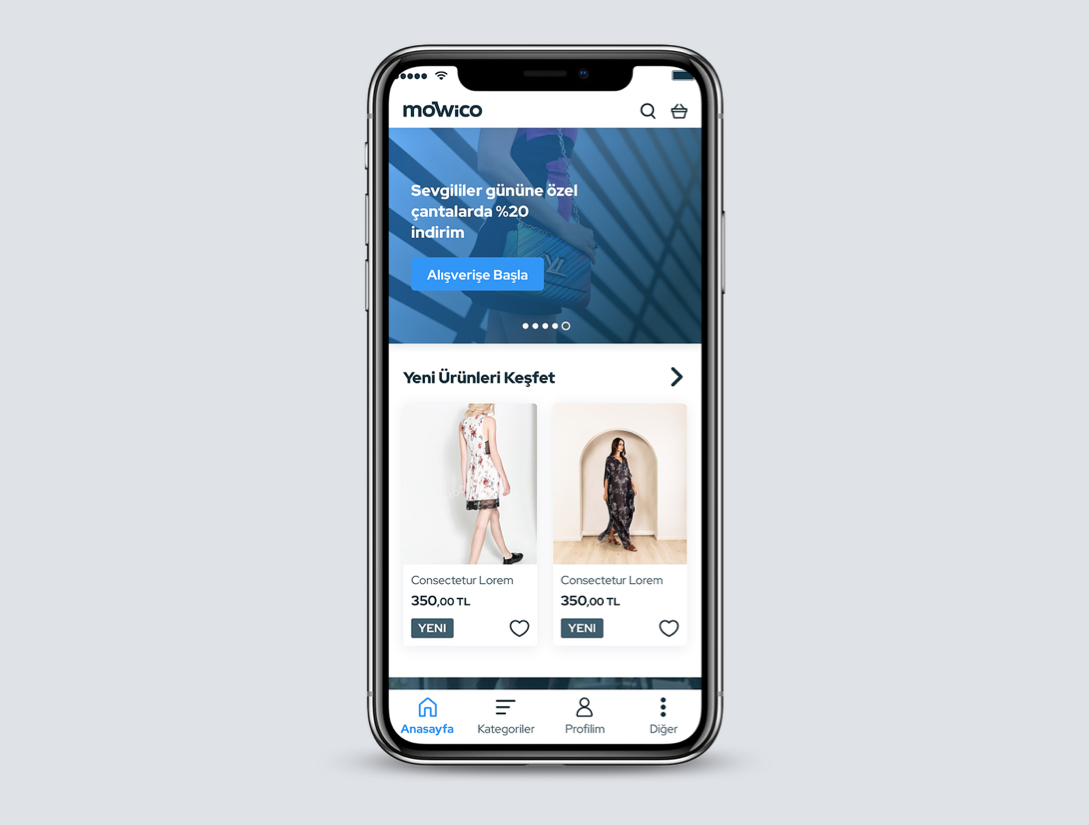 mowico
Sevgililer gününe özel
çantalarda %20
indirim
Alışverişe Başla
Yeni Ürünleri Keşfet
Consectetur Lorem
350,00 TL
YENI
Consectetur Lorem
350,00 TL
YENI
Anasayfa
Kategoriler
Profilim
Diğer